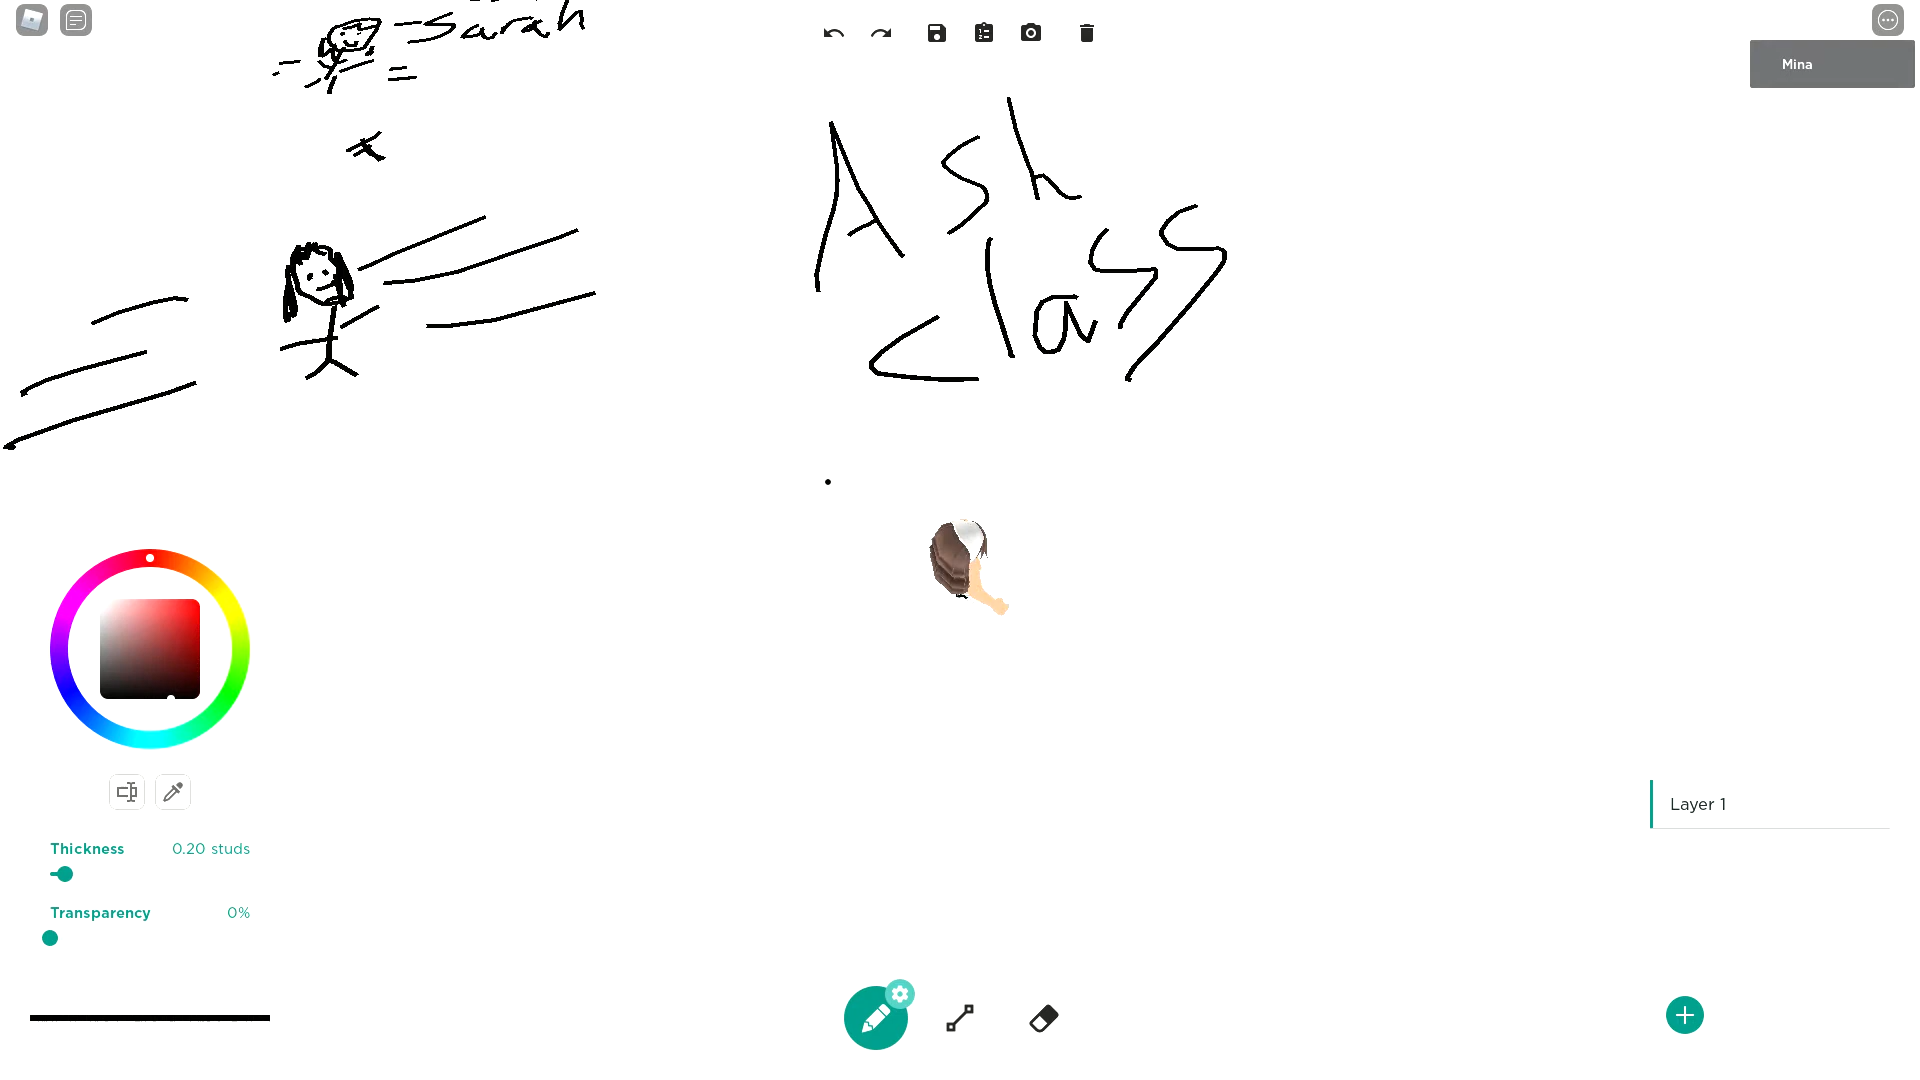 Sarah
Mina
Ash
class
Thickness 0.20 studs
Transparency 0%
Layer 1